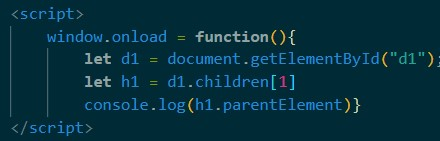 <script>
window.onload = function(){
let d1 = document.getElementById("d1");
let h1 = d1.children[1]
console.log(h1.parentElement)}
</script>